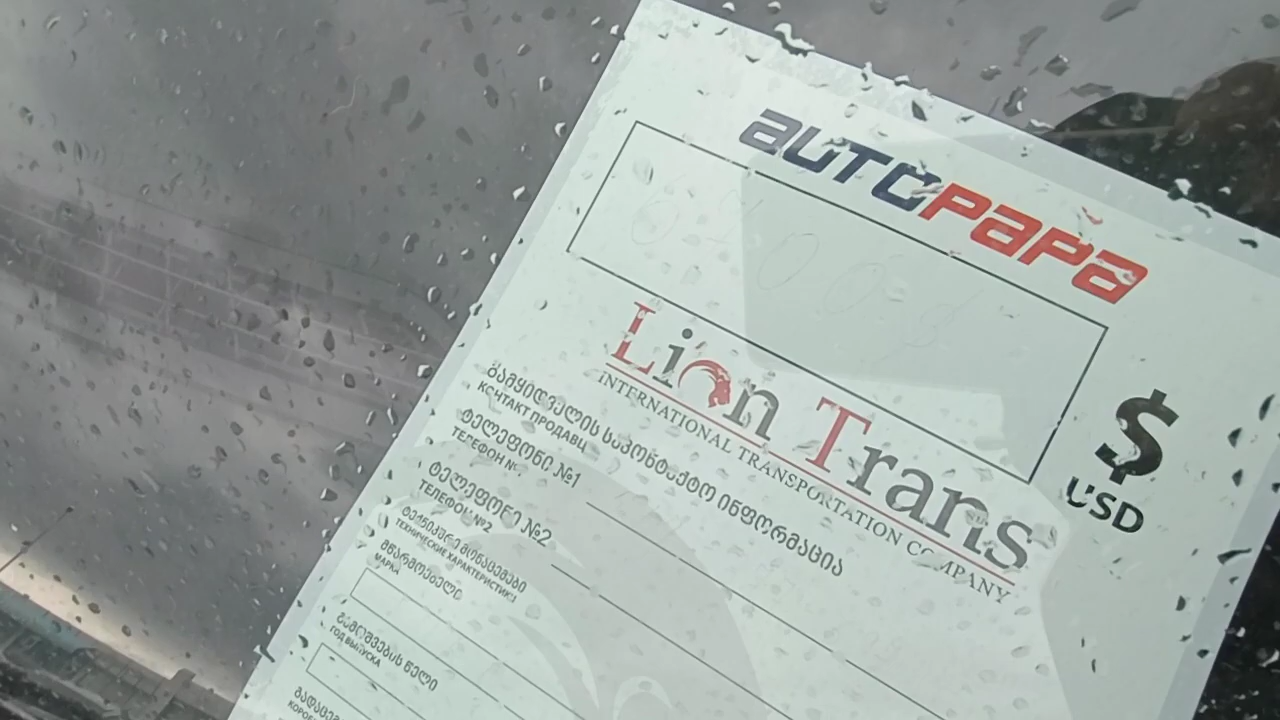 AUTOPAPA
$
USD
Lion Trans
INTERNATIONAL TRANSPORTATION COMPANY
გამყიდველის საკონტაქტო ინფორმაცია
КОНТАКТ ПРОДАВЦ
ტელეფონი №1
ТЕЛЕФОН №
ტელეფონი №2
ТЕЛЕФОН №2
ტექნიკური მონაცემები
ТЕХНИЧЕСКИЕ ХАРАКТЕРИСТИКИ
მწარმოებელი
МАРКА
გამოშვების წელი
ГОД ВЫПУСКА